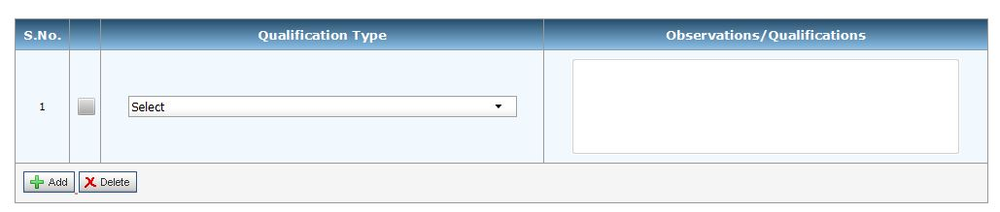 S.No. Qualification Type Observations/Qualifications
1 Select
Add Delete